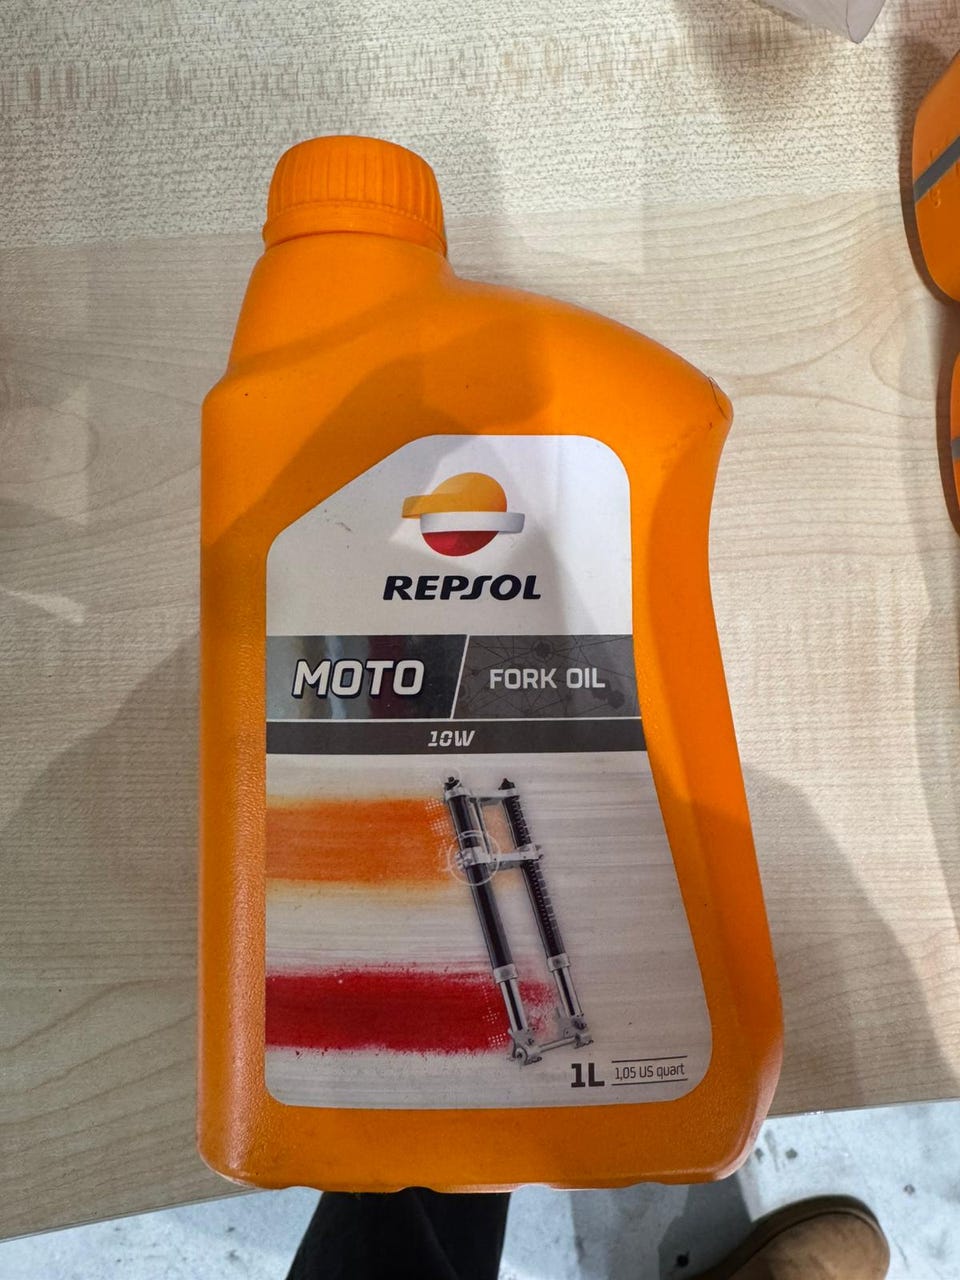 REPSOL
MOTO FORK OIL
10W
1L 1,05 US quart